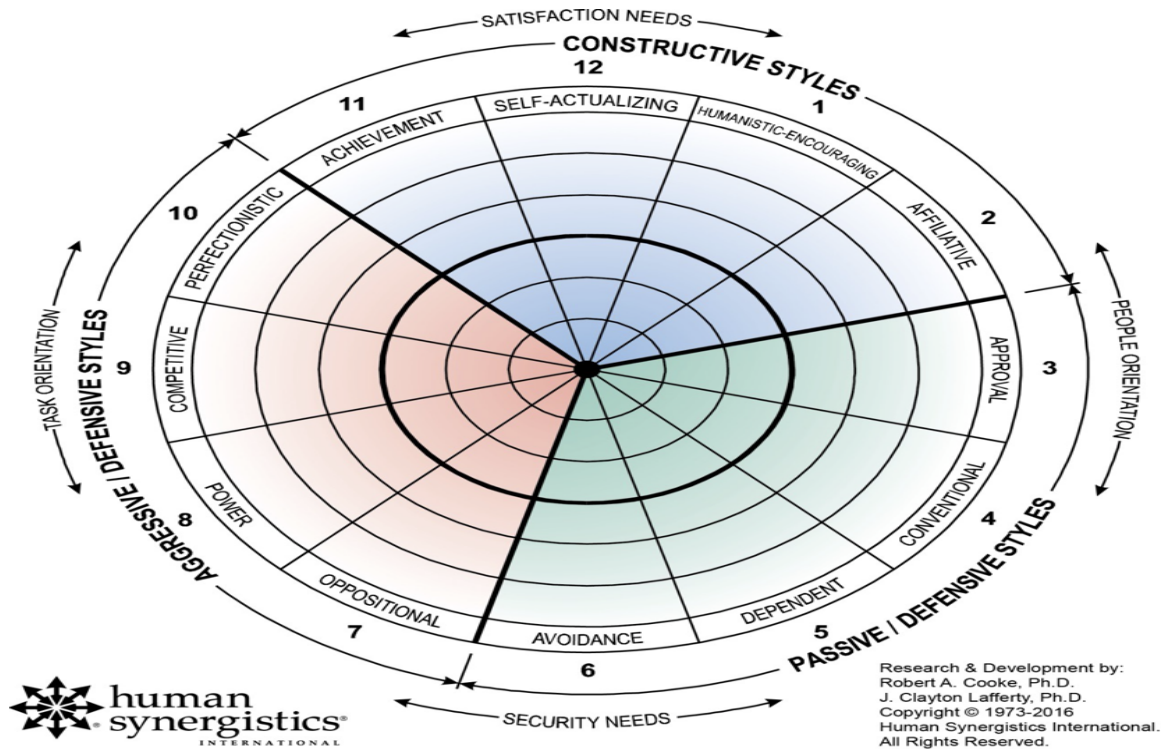 SATISFACTION NEEDS
CONSTRUCTIVE STYLES
12
SELF-ACTUALIZING
1
HUMANISTIC-ENCOURAGING
2
AFFILIATIVE
PEOPLE ORIENTATION
3
APPROVAL
4
CONVENTIONAL
PASSIVE / DEFENSIVE STYLES
5
DEPENDENT
6
AVOIDANCE
SECURITY NEEDS
7
OPPOSITIONAL
8
POWER
AGGRESSIVE / DEFENSIVE STYLES
9
COMPETITIVE
TASK ORIENTATION
10
PERFECTIONISTIC
11
ACHIEVEMENT
human
synergistics®
INTERNATIONAL
Research & Development by:
Robert A. Cooke, Ph.D.
J. Clayton Lafferty, Ph.D.
Copyright © 1973-2016
Human Synergistics International.
All Rights Reserved.